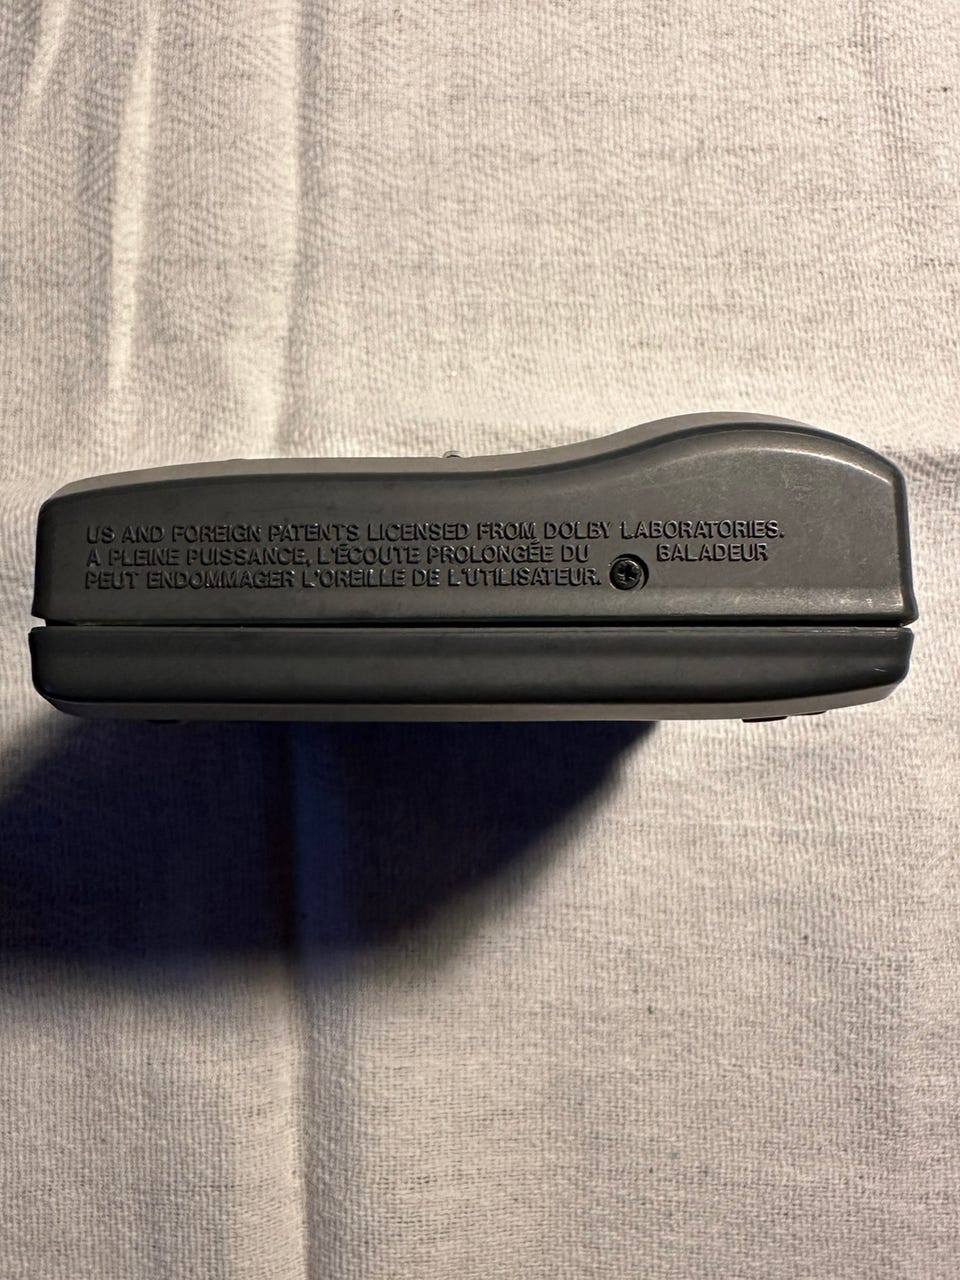 US AND FOREIGN PATENTS LICENSED FROM DOLBY LABORATORIES.
A PLEINE PUISSANCE, L'ÉCOUTE PROLONGÉE DU BALADEUR
PEUT ENDOMMAGER L'OREILLE DE L'UTILISATEUR.